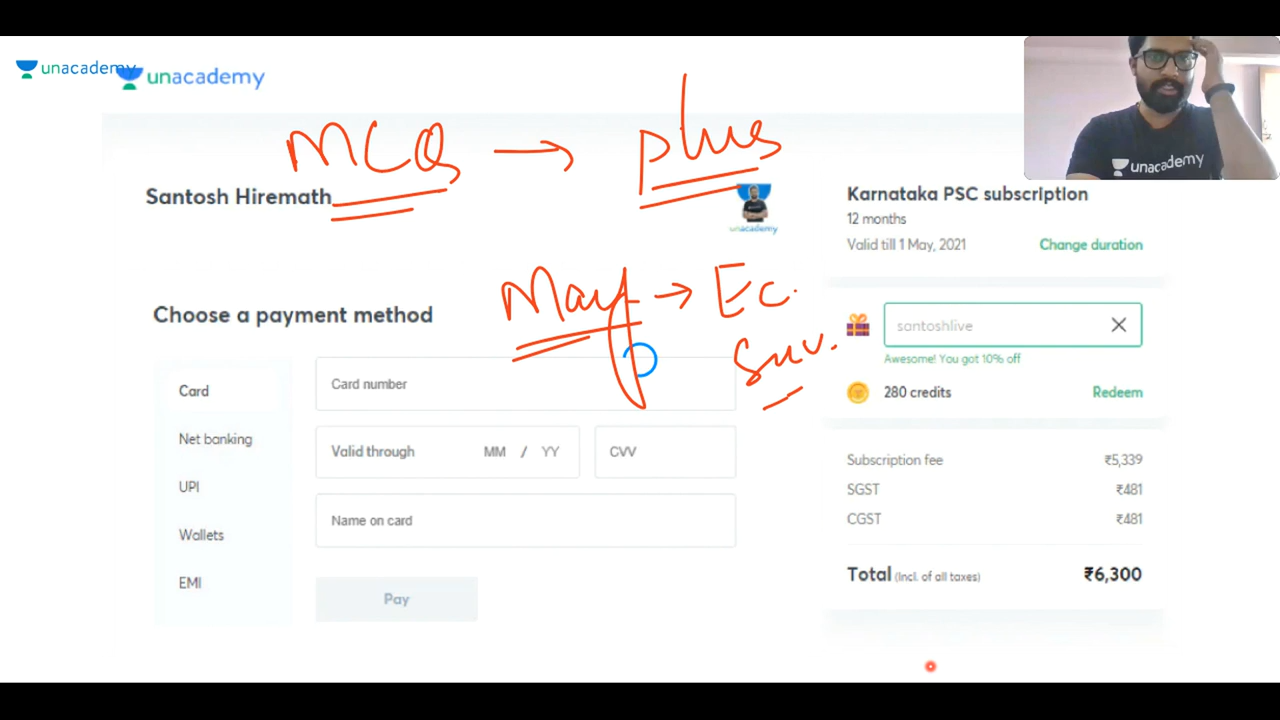 unacademy
unacademy
unacademy
MCQs → plus
Santosh Hiremath
unacademy
Karnataka PSC subscription
12 months
Valid till 1 May, 2021
Change duration
May → Ec.
Suv.
Choose a payment method
santoshlive
Awesome! You got 10% off
280 credits
Redeem
Card
Net banking
UPI
Wallets
EMI
Card number
Valid through MM / YY
CVV
Name on card
Pay
Subscription fee ₹5,339
SGST ₹481
CGST ₹481
Total (Incl. of all taxes) ₹6,300